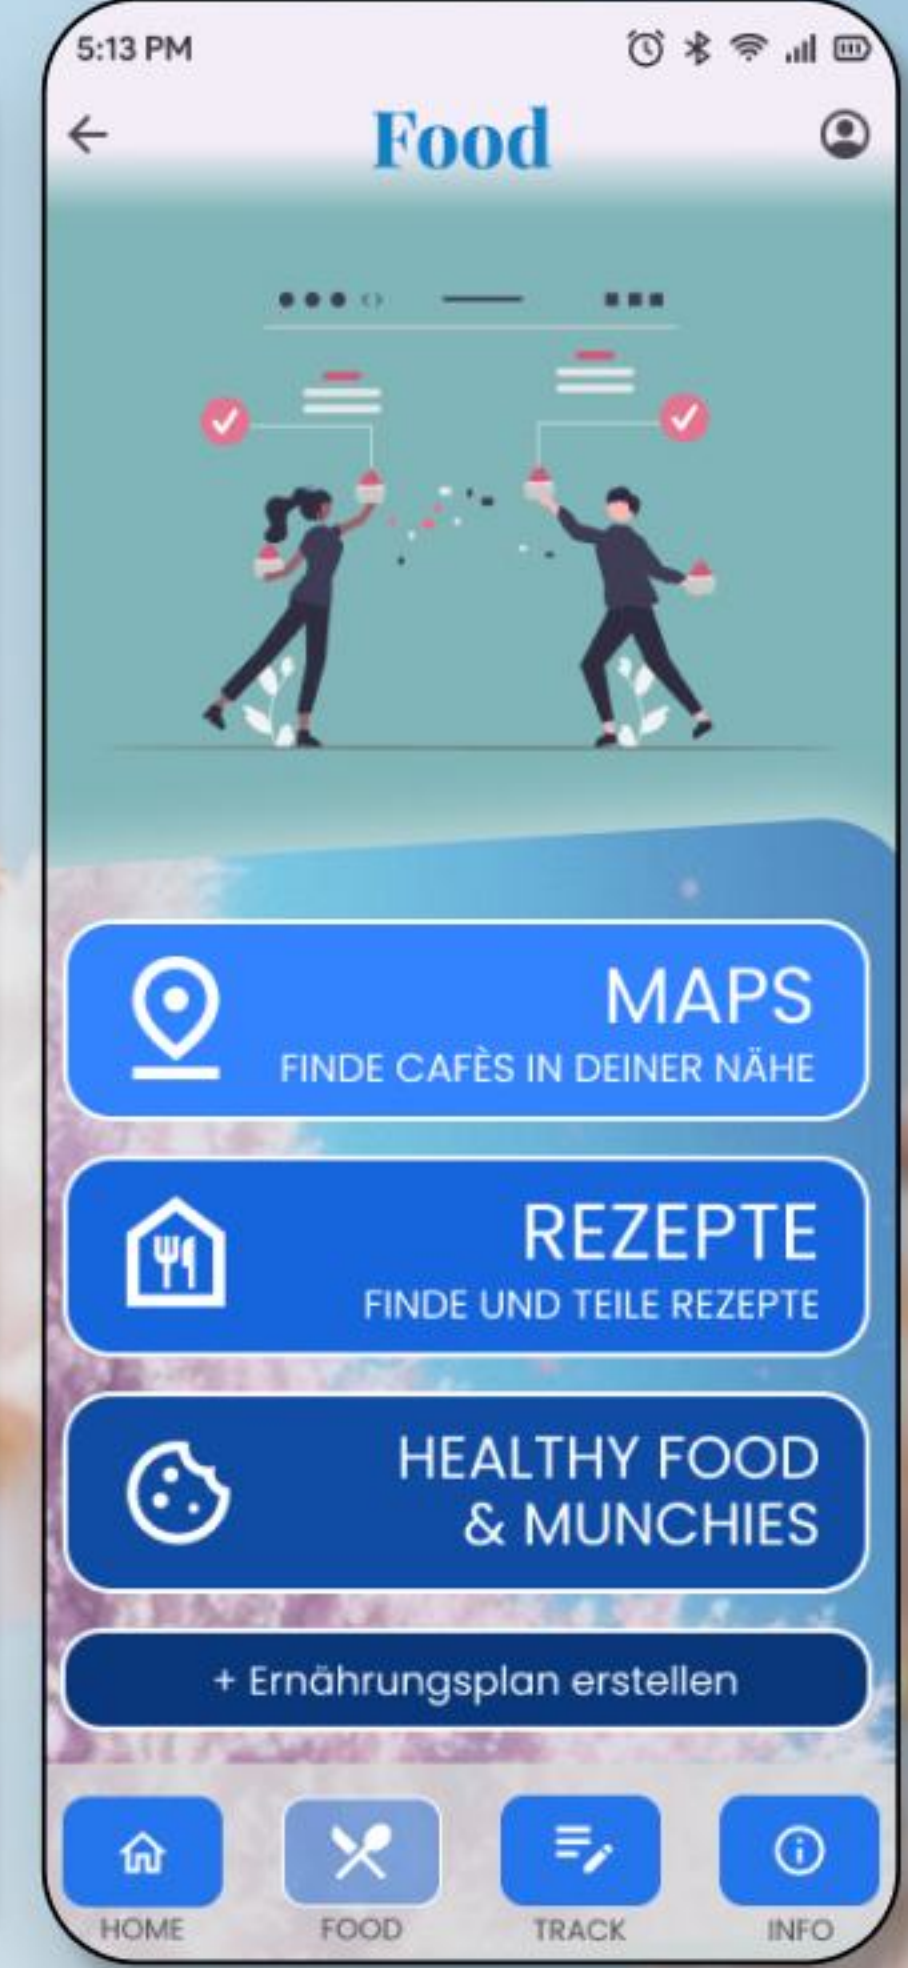 5:13 PM
Food
MAPS
FINDE CAFÈS IN DEINER NÄHE
REZEPTE
FINDE UND TEILE REZEPTE
HEALTHY FOOD
& MUNCHIES
+ Ernährungsplan erstellen
HOME FOOD TRACK INFO